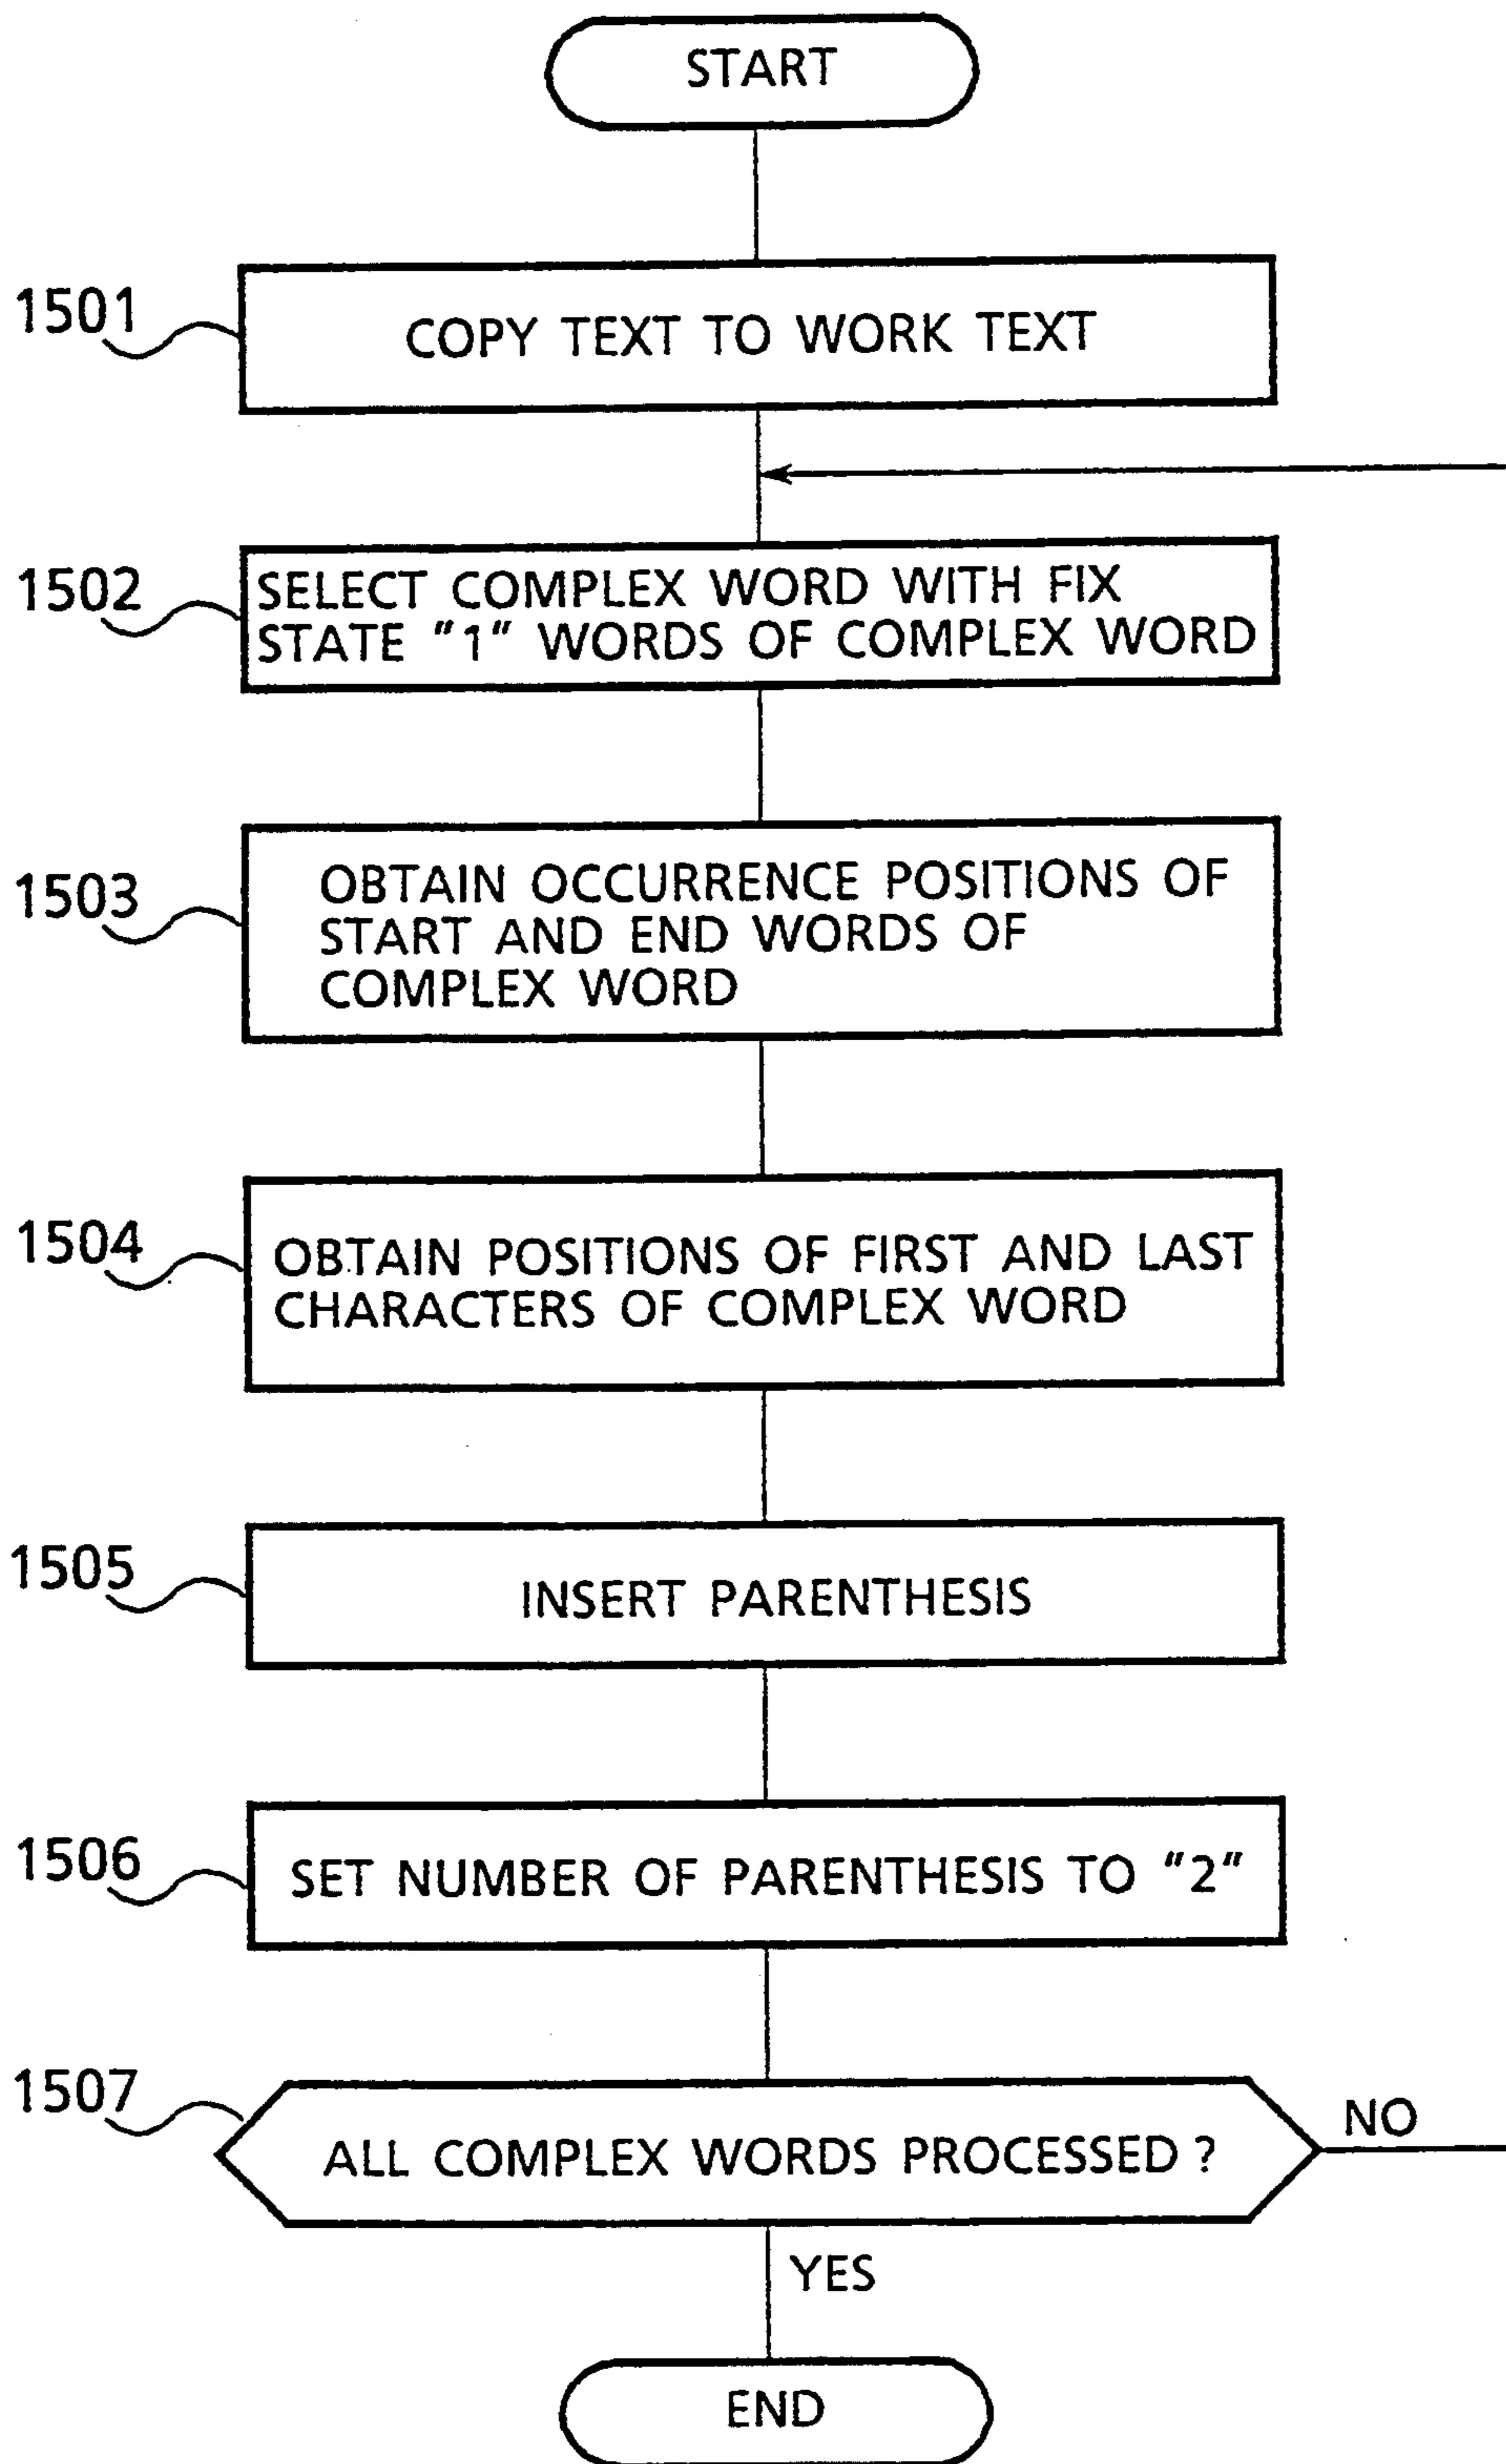 START
1501
COPY TEXT TO WORK TEXT
1502
SELECT COMPLEX WORD WITH FIX
STATE "1" WORDS OF COMPLEX WORD
1503
OBTAIN OCCURRENCE POSITIONS OF
START AND END WORDS OF
COMPLEX WORD
1504
OBTAIN POSITIONS OF FIRST AND LAST
CHARACTERS OF COMPLEX WORD
1505
INSERT PARENTHESIS
1506
SET NUMBER OF PARENTHESIS TO "2"
1507
ALL COMPLEX WORDS PROCESSED ?
NO
YES
END